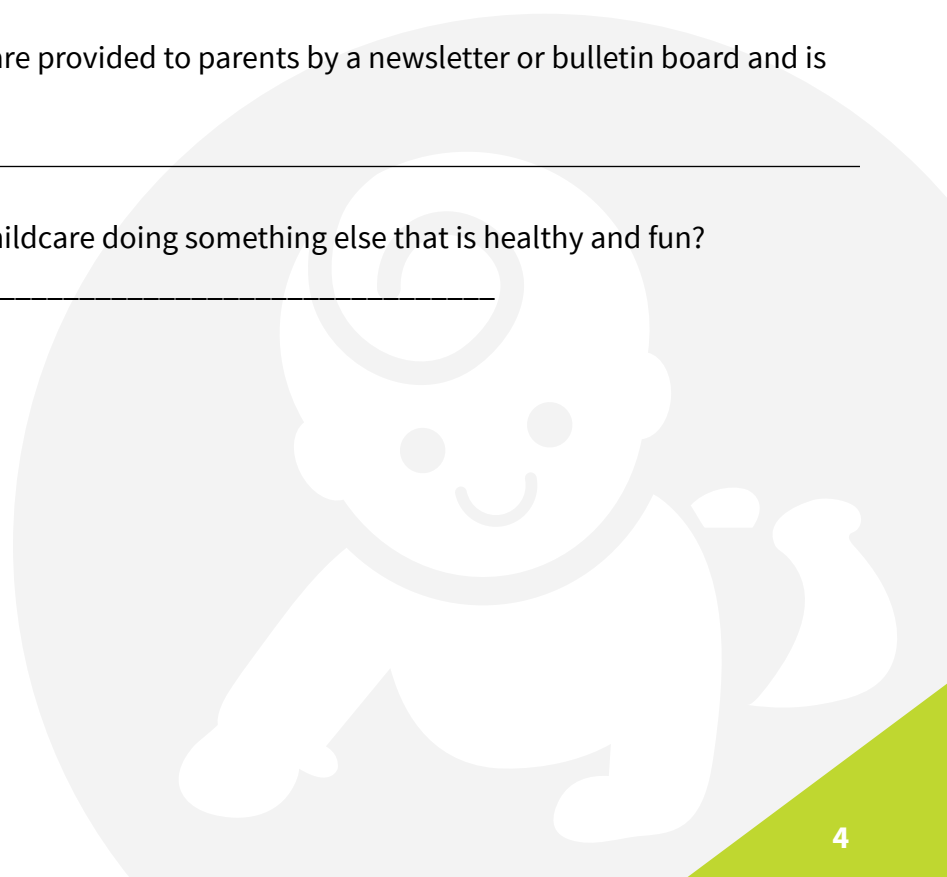 are provided to parents by a newsletter or bulletin board and is
hildcare doing something else that is healthy and fun?
4